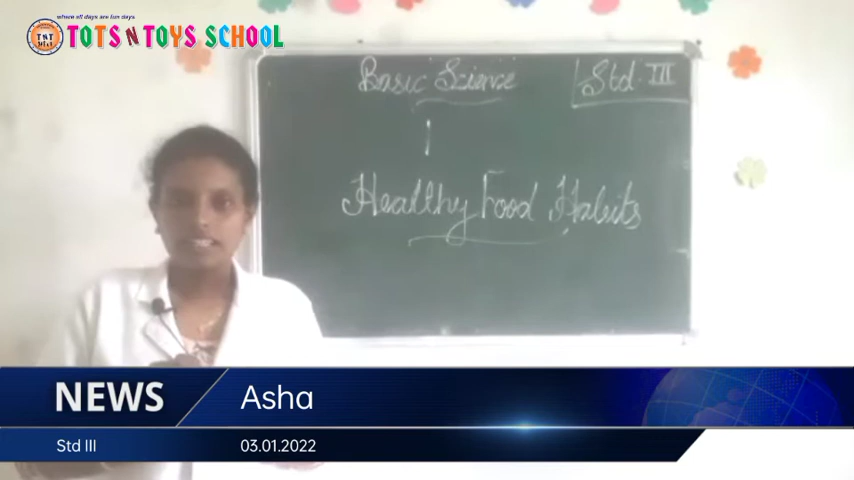 where all days are fun days
TOTS N TOYS SCHOOL
TNT
Basic Science
Std. III
1
Healthy Food Habits
NEWS
Asha
Std III
03.01.2022